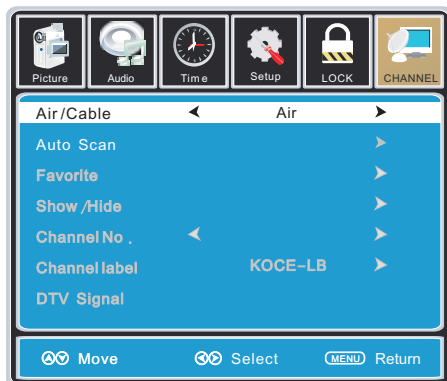 Picture Audio Time Setup LOCK CHANNEL
Air/Cable Air
Auto Scan
Favorite
Show /Hide
Channel No .
Channel label KOCE-LB
DTV Signal
Move Select MENU Return